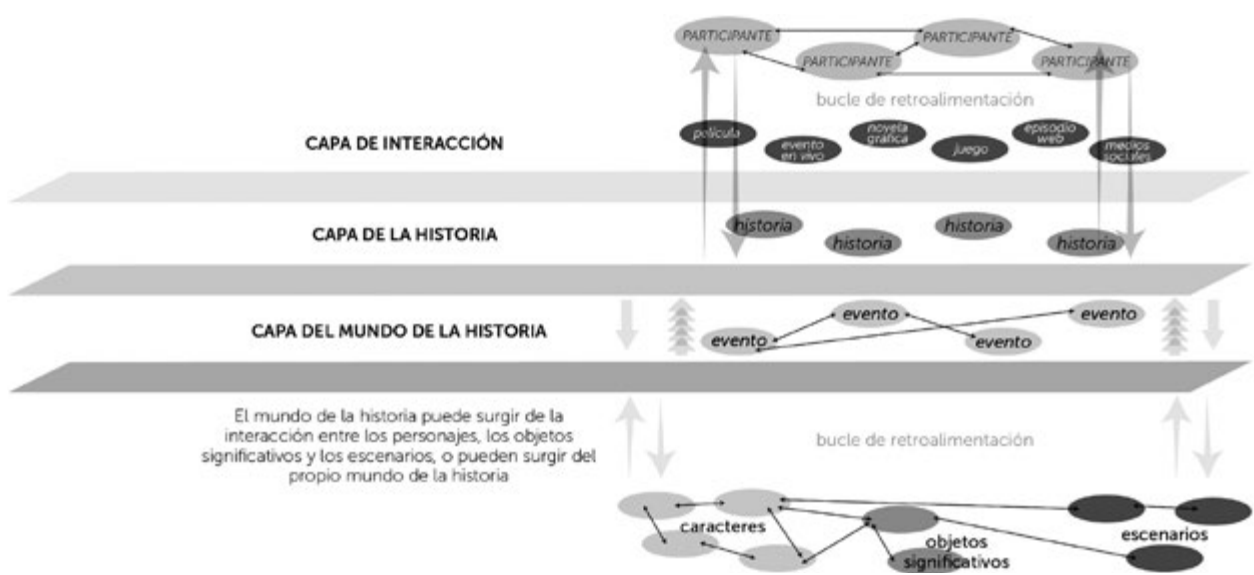 PARTICIPANTE
PARTICIPANTE
PARTICIPANTE
PARTICIPANTE
bucle de retroalimentación
CAPA DE INTERACCIÓN
película
evento
en vivo
novela
gráfica
juego
episodio
web
medios
sociales
CAPA DE LA HISTORIA
historia
historia
historia
historia
CAPA DEL MUNDO DE LA HISTORIA
evento
evento
evento
evento
El mundo de la historia puede surgir de la
interacción entre los personajes, los objetos
significativos y los escenarios, o pueden surgir del
propio mundo de la historia
bucle de retroalimentación
caracteres
objetos
significativos
escenarios